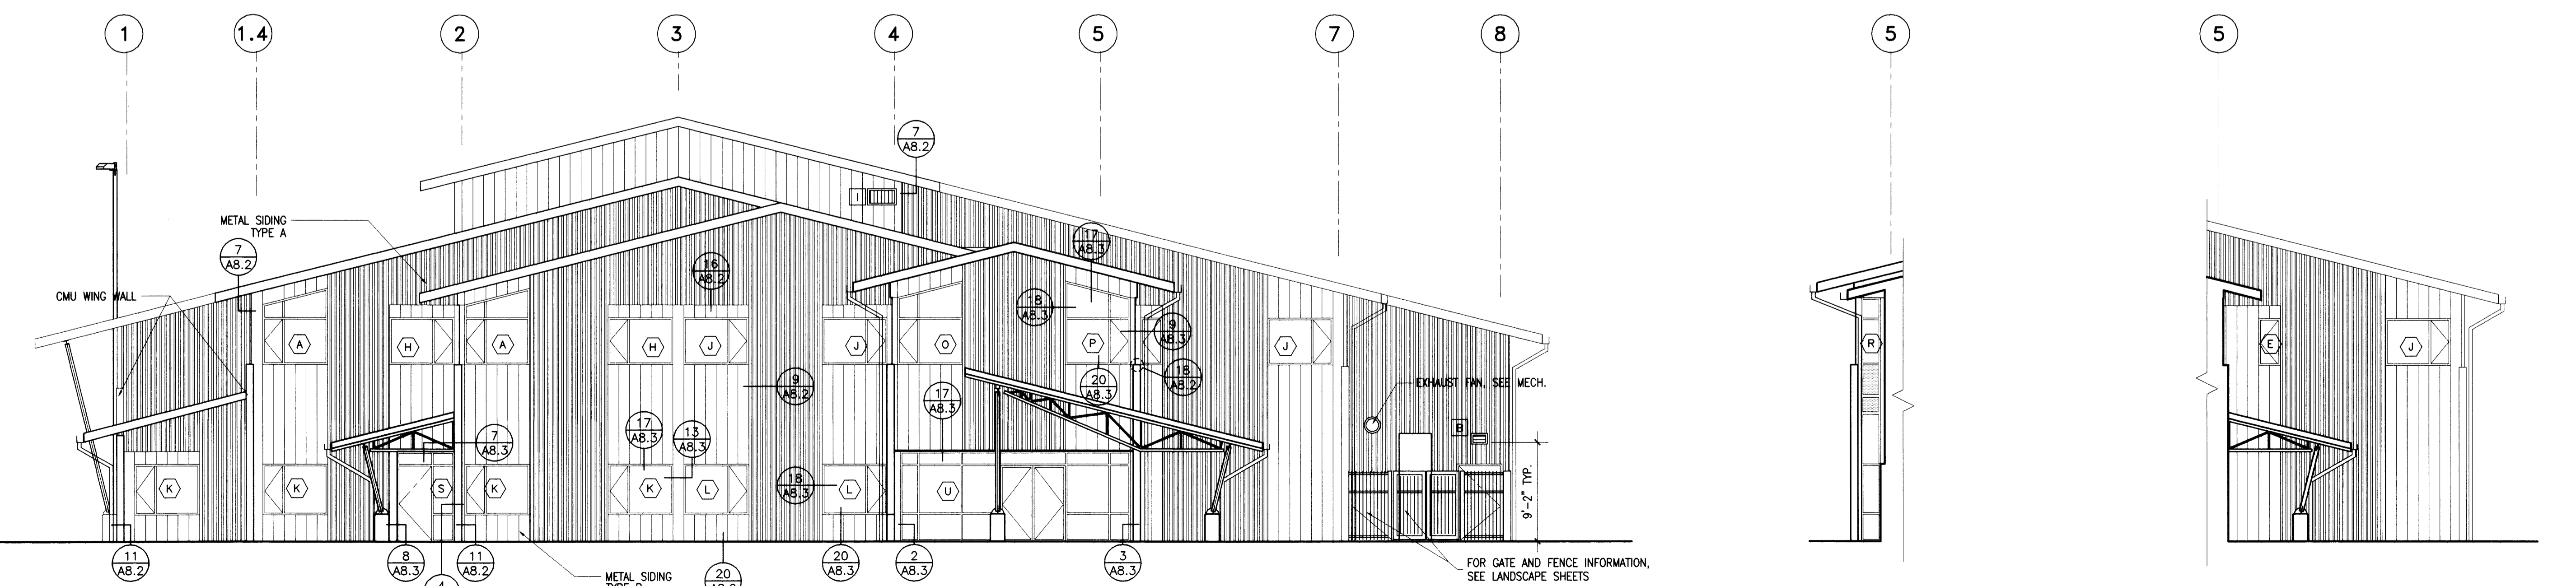 1
1.4
2
3
4
5
7
8
5
5
7
A8.2
I
METAL SIDING
TYPE A
7
A8.2
17
A8.3
16
A8.2
CMU WING WALL
18
A8.3
9
A8.3
A
H
A
H
J
J
O
P
J
R
E
J
18
A8.2
20
A8.3
9
A8.2
EXHAUST FAN, SEE MECH.
17
A8.3
17
A8.3
13
A8.3
7
A8.3
B
K
K
S
K
K
L
18
A8.3
L
U
9'-2" TYP.
11
A8.2
8
A8.3
11
A8.2
20
A8.3
2
A8.3
3
A8.3
FOR GATE AND FENCE INFORMATION,
SEE LANDSCAPE SHEETS
METAL SIDING
20
4